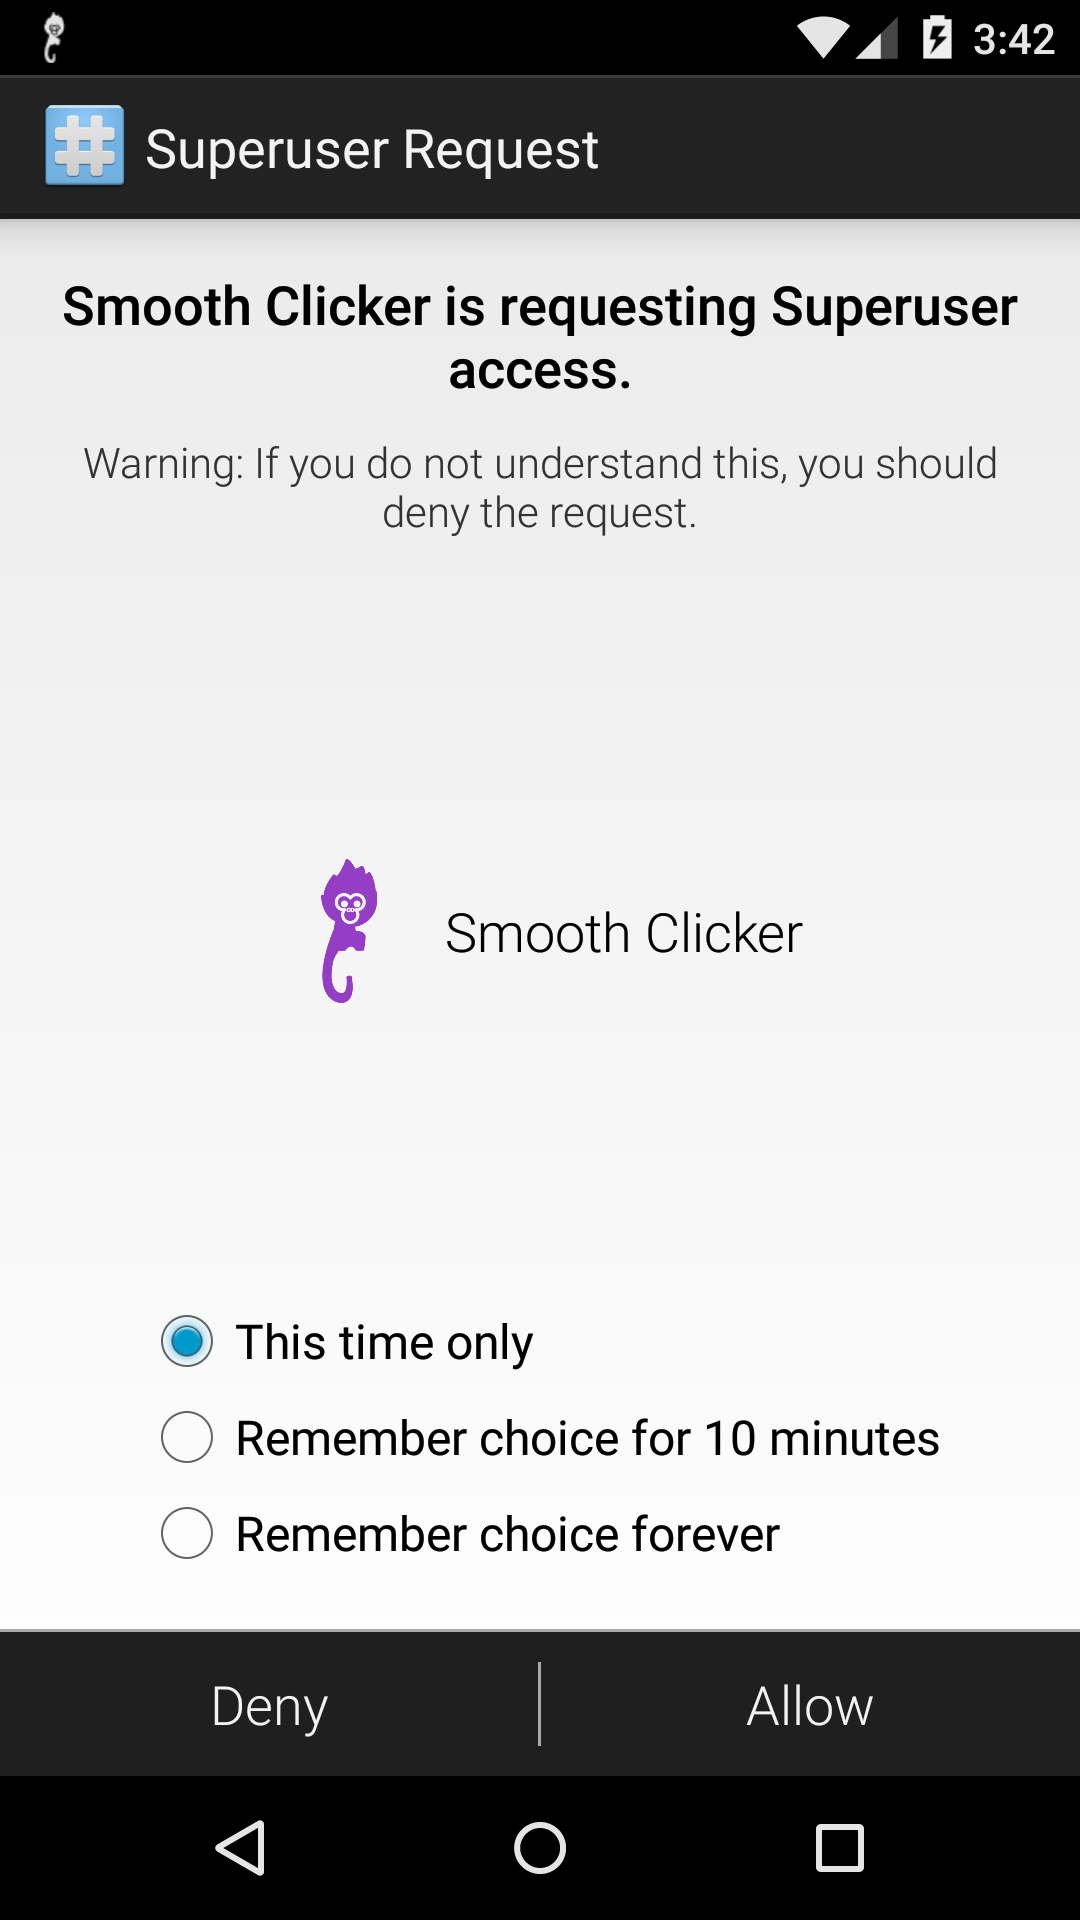 3:42
Superuser Request
Smooth Clicker is requesting Superuser
access.
Warning: If you do not understand this, you should
deny the request.
Smooth Clicker
This time only
Remember choice for 10 minutes
Remember choice forever
Deny
Allow